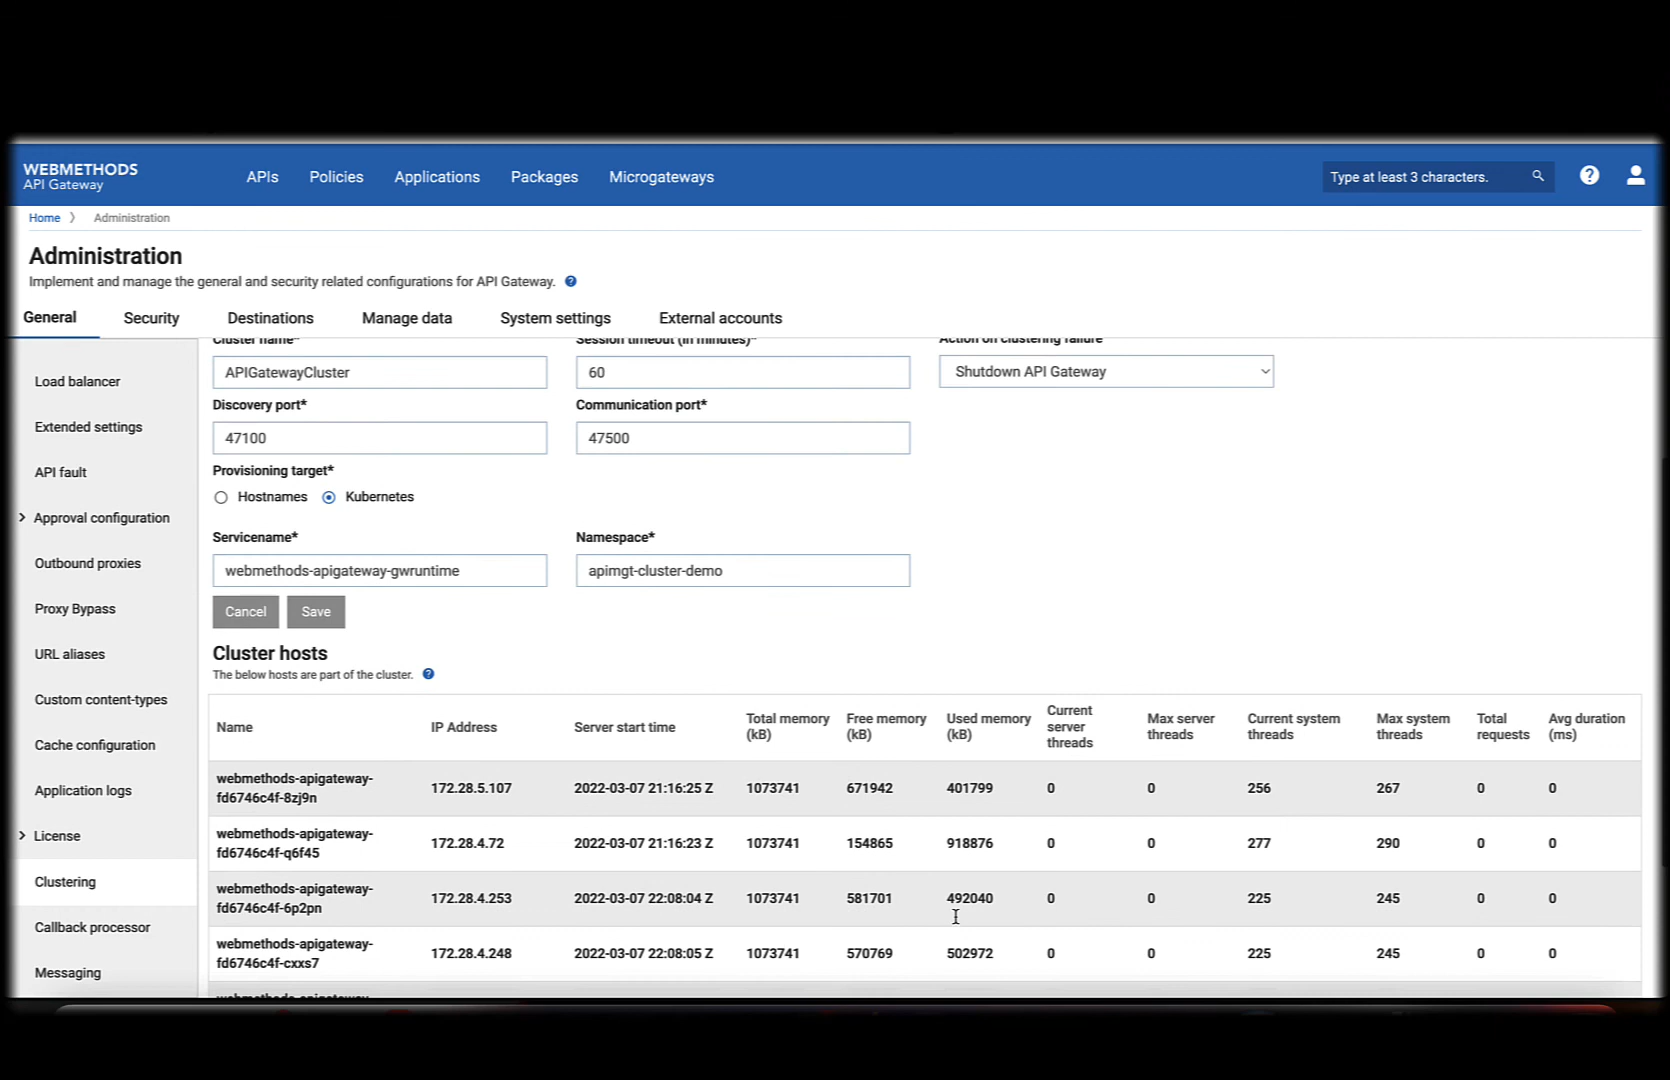 WEBMETHODS
API Gateway
APIs Policies Applications Packages Microgateways
Type at least 3 characters.
Home Administration
Administration
Implement and manage the general and security related configurations for API Gateway.
General Security Destinations Manage data System settings External accounts
Load balancer
Extended settings
API fault
Approval configuration
Outbound proxies
Proxy Bypass
URL aliases
Custom content-types
Cache configuration
Application logs
License
Clustering
Callback processor
Messaging
Cluster name* Session timeout (in minutes)* Action on clustering failure
APIGatewayCluster 60 Shutdown API Gateway
Discovery port* Communication port*
47100 47500
Provisioning target*
Hostnames Kubernetes
Servicename* Namespace*
webmethods-apigateway-gwruntime apimgt-cluster-demo
Cancel Save
Cluster hosts
The below hosts are part of the cluster.
Name IP Address Server start time Total memory (kB) Free memory (kB) Used memory (kB) Current server threads Max server threads Current system threads Max system threads Total requests Avg duration (ms)
webmethods-apigateway-fd6746c4f-8zj9n 172.28.5.107 2022-03-07 21:16:25 Z 1073741 671942 401799 0 0 256 267 0 0
webmethods-apigateway-fd6746c4f-q6f45 172.28.4.72 2022-03-07 21:16:23 Z 1073741 154865 918876 0 0 277 290 0 0
webmethods-apigateway-fd6746c4f-6p2pn 172.28.4.253 2022-03-07 22:08:04 Z 1073741 581701 492040 0 0 225 245 0 0
webmethods-apigateway-fd6746c4f-cxxs7 172.28.4.248 2022-03-07 22:08:05 Z 1073741 570769 502972 0 0 225 245 0 0